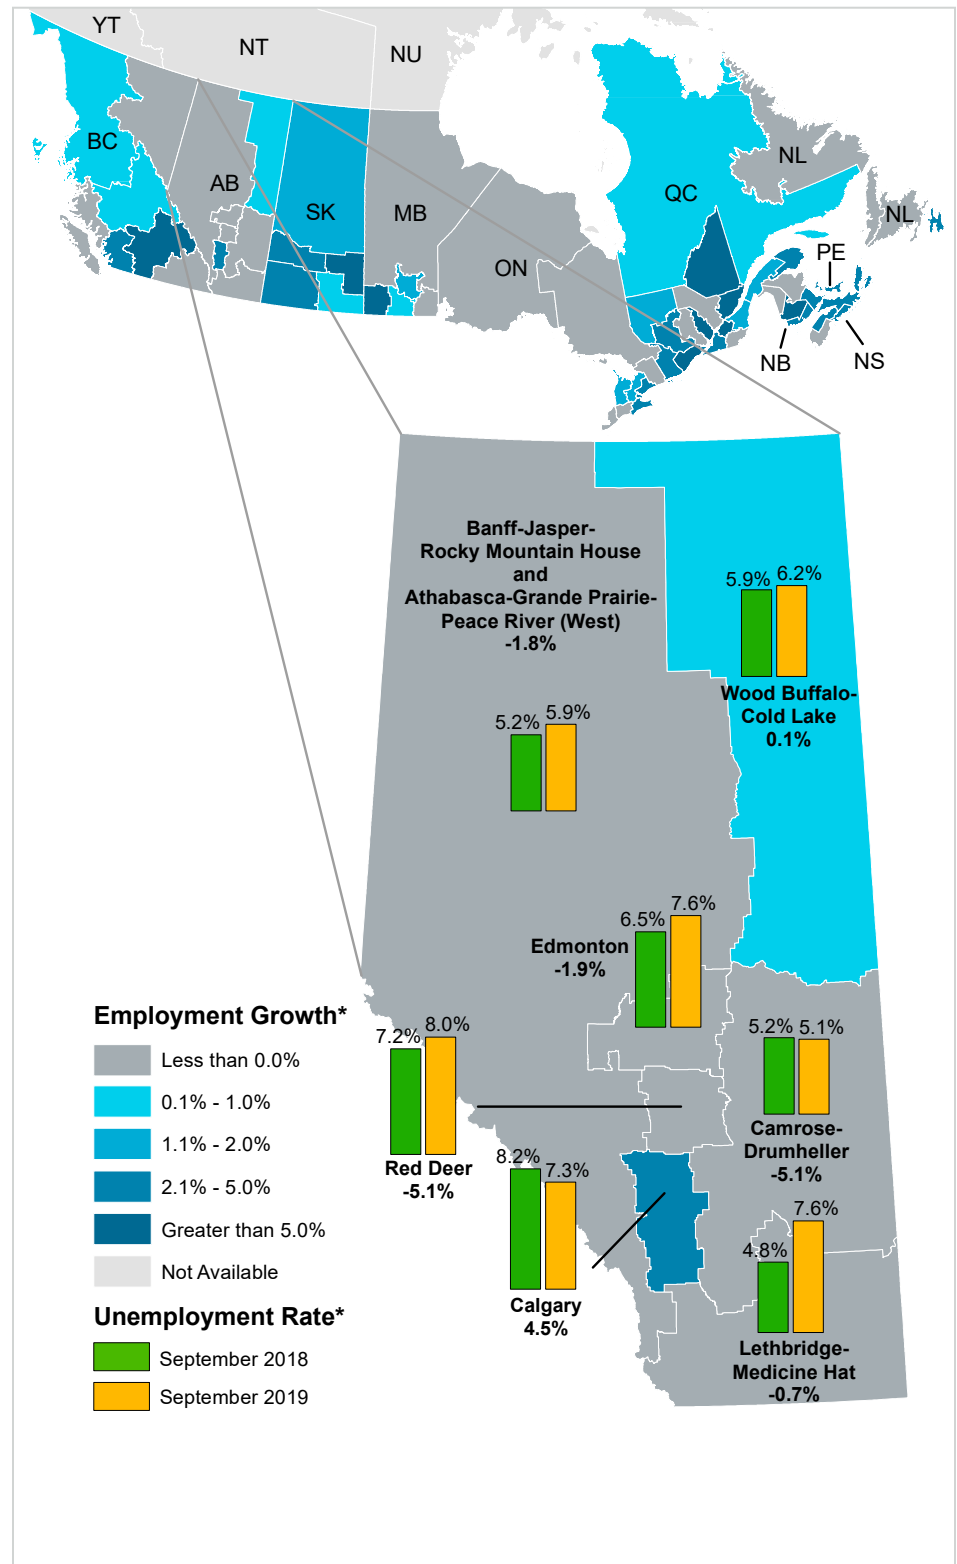 YT
NT
NU
BC
AB
SK
MB
ON
QC
NL
NL
PE
NB
NS
Banff-Jasper-
Rocky Mountain House
and
Athabasca-Grande Prairie-
Peace River (West)
-1.8%
5.2%
5.9%
5.9%
6.2%
Wood Buffalo-
Cold Lake
0.1%
6.5%
7.6%
Edmonton
-1.9%
7.2%
8.0%
Red Deer
-5.1%
5.2%
5.1%
Camrose-
Drumheller
-5.1%
8.2%
7.3%
Calgary
4.5%
4.8%
7.6%
Lethbridge-
Medicine Hat
-0.7%
Employment Growth*
Less than 0.0%
0.1% - 1.0%
1.1% - 2.0%
2.1% - 5.0%
Greater than 5.0%
Not Available
Unemployment Rate*
September 2018
September 2019